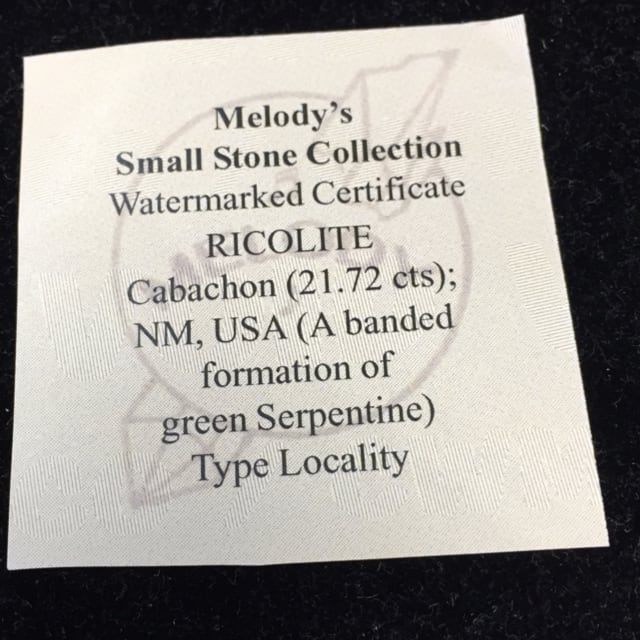 Melody's
Small Stone Collection
Watermarked Certificate
RICOLITE
Cabachon (21.72 cts);
NM, USA (A banded
formation of
green Serpentine)
Type Locality